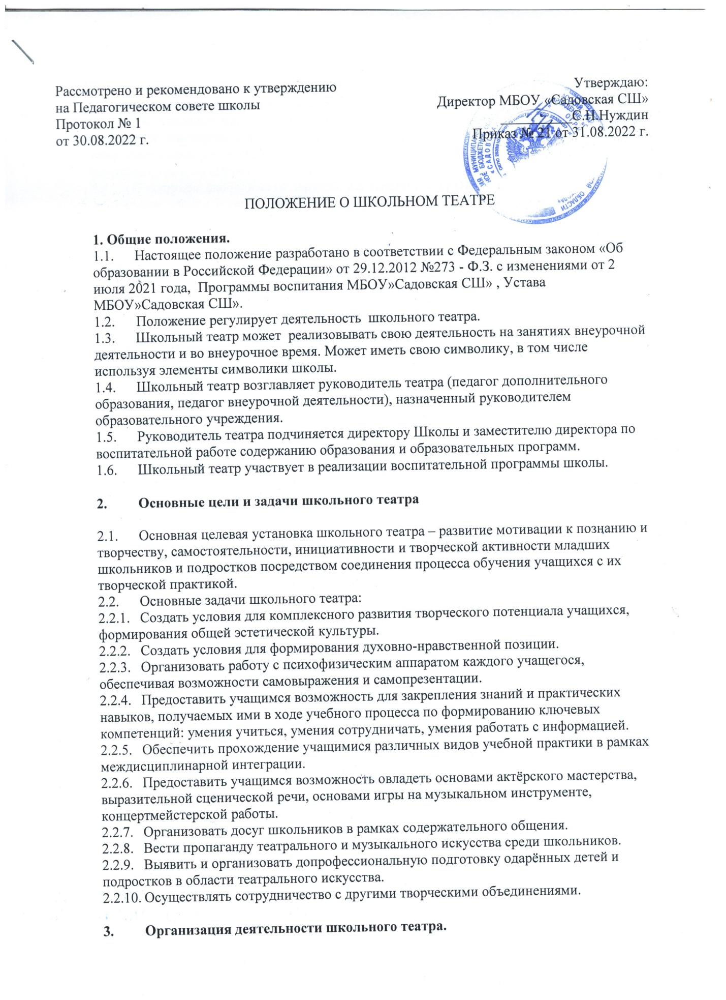 Рассмотрено и рекомендовано к утверждению
на Педагогическом совете школы
Протокол № 1
от 30.08.2022 г.
Утверждаю:
Директор МБОУ «Садовская СШ»
__________С.Н.Нуждин
Приказ № 21 от 31.08.2022 г.
ПОЛОЖЕНИЕ О ШКОЛЬНОМ ТЕАТРЕ
1. Общие положения.
1.1. Настоящее положение разработано в соответствии с Федеральным законом «Об
образовании в Российской Федерации» от 29.12.2012 №273 - Ф.З. с изменениями от 2
июля 2021 года, Программы воспитания МБОУ»Садовская СШ» , Устава
МБОУ»Садовская СШ».
1.2. Положение регулирует деятельность школьного театра.
1.3. Школьный театр может реализовывать свою деятельность на занятиях внеурочной
деятельности и во внеурочное время. Может иметь свою символику, в том числе
используя элементы символики школы.
1.4. Школьный театр возглавляет руководитель театра (педагог дополнительного
образования, педагог внеурочной деятельности), назначенный руководителем
образовательного учреждения.
1.5. Руководитель театра подчиняется директору Школы и заместителю директора по
воспитательной работе содержанию образования и образовательных программ.
1.6. Школьный театр участвует в реализации воспитательной программы школы.
2. Основные цели и задачи школьного театра
2.1. Основная целевая установка школьного театра – развитие мотивации к познанию и
творчеству, самостоятельности, инициативности и творческой активности младших
школьников и подростков посредством соединения процесса обучения учащихся с их
творческой практикой.
2.2. Основные задачи школьного театра:
2.2.1. Создать условия для комплексного развития творческого потенциала учащихся,
формирования общей эстетической культуры.
2.2.2. Создать условия для формирования духовно-нравственной позиции.
2.2.3. Организовать работу с психофизическим аппаратом каждого учащегося,
обеспечивая возможности самовыражения и самопрезентации.
2.2.4. Предоставить учащимся возможность для закрепления знаний и практических
навыков, получаемых ими в ходе учебного процесса по формированию ключевых
компетенций: умения учиться, умения сотрудничать, умения работать с информацией.
2.2.5. Обеспечить прохождение учащимися различных видов учебной практики в рамках
междисциплинарной интеграции.
2.2.6. Предоставить учащимся возможность овладеть основами актёрского мастерства,
выразительной сценической речи, основами игры на музыкальном инструменте,
концертмейстерской работы.
2.2.7. Организовать досуг школьников в рамках содержательного общения.
2.2.8. Вести пропаганду театрального и музыкального искусства среди школьников.
2.2.9. Выявить и организовать допрофессиональную подготовку одарённых детей и
подростков в области театрального искусства.
2.2.10. Осуществлять сотрудничество с другими творческими объединениями.
3. Организация деятельности школьного театра.